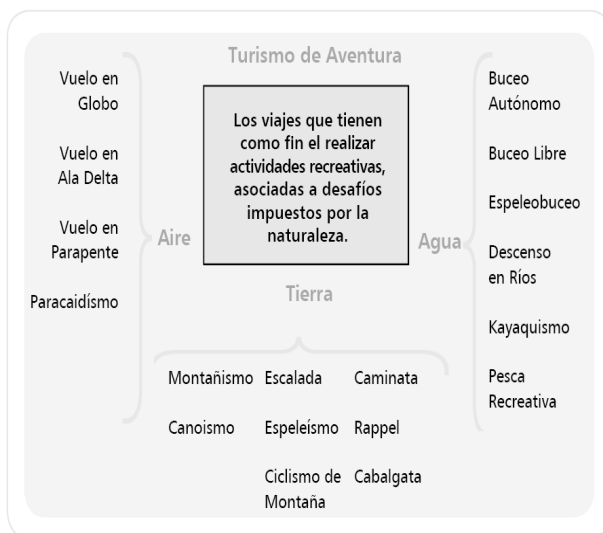 Turismo de Aventura
Los viajes que tienen
como fin el realizar
actividades recreativas,
asociadas a desafíos
impuestos por la
naturaleza.
Aire
Vuelo en
Globo
Vuelo en
Ala Delta
Vuelo en
Parapente
Paracaidísmo
Agua
Buceo
Autónomo
Buceo Libre
Espeleobuceo
Descenso
en Ríos
Kayaquismo
Pesca
Recreativa
Tierra
Montañismo Escalada Caminata
Canoismo Espeleísmo Rappel
Ciclismo de Cabalgata
Montaña